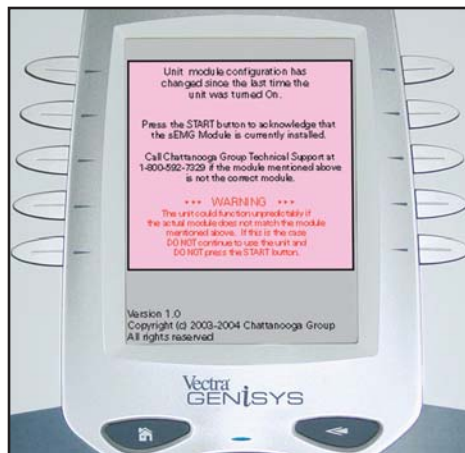 Unit module configuration has
changed since the last time the
unit was turned On.
Press the START button to acknowledge that
the sEMG Module is currently installed.
Call Chattanooga Group Technical Support at
1-800-592-7329 if the module mentioned above
is not the correct module.
*** WARNING ***
The unit could function unpredictably if
the actual module does not match the module
mentioned above. If this is the case
DO NOT continue to use the unit and
DO NOT press the START button.
Version 1.0
Copyright (c) 2003-2004 Chattanooga Group
All rights reserved
Vectra
GENiSYS